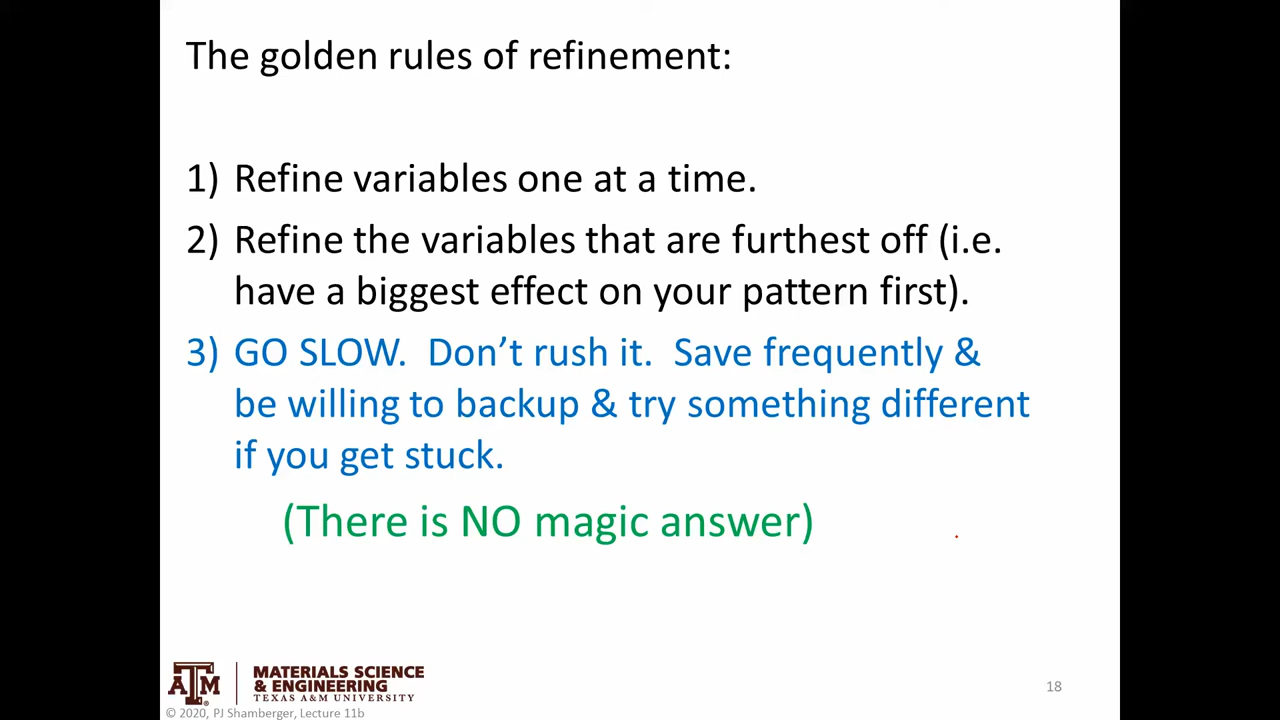 The golden rules of refinement:
1) Refine variables one at a time.
2) Refine the variables that are furthest off (i.e.
have a biggest effect on your pattern first).
3) GO SLOW. Don’t rush it. Save frequently &
be willing to backup & try something different
if you get stuck.
(There is NO magic answer)
ATM
MATERIALS SCIENCE
& ENGINEERING
TEXAS A&M UNIVERSITY
18
© 2020, PJ Shamberger, Lecture 11b